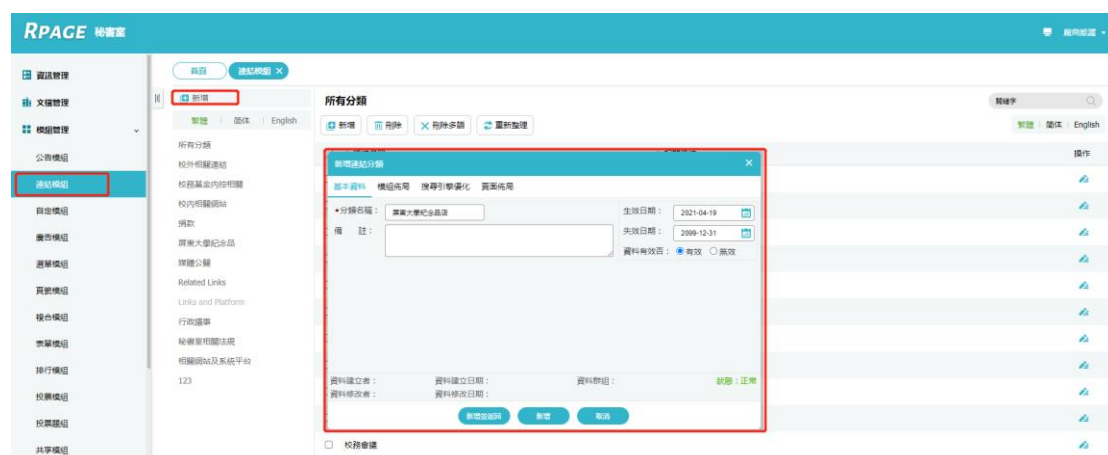 RPAGE 秘書室
資訊管理
文檔管理
模組管理
公告模組
連結模組
自定模組
廣告模組
選單模組
頁籤模組
複合模組
表單模組
排行模組
投票模組
投票題組
共享模組
首頁
連結模組 ×
新增
繁體 | 简体 | English
所有分類
校外相關連結
校務基金內控相關
校內相關網站
捐款
屏東大學紀念品
媒體公關
Related Links
Links and Platform
行政議事
秘書室相關法規
相關網站及系統平台
123
所有分類
關鍵字
新增 刪除 刪除多語 重新整理
繁體 | 简体 | English
操作
新增連結分類 ×
基本資料 模組佈局 搜尋引擎優化 頁面佈局
*分類名稱: 屏東大學紀念品店
生效日期: 2021-04-19
備 註:
失效日期: 2099-12-31
資料有效否: 有效 無效
資料建立者: 資料建立日期: 資料群組: 狀態:正常
資料修改者: 資料修改日期:
新增並返回 新增 取消
校務會議